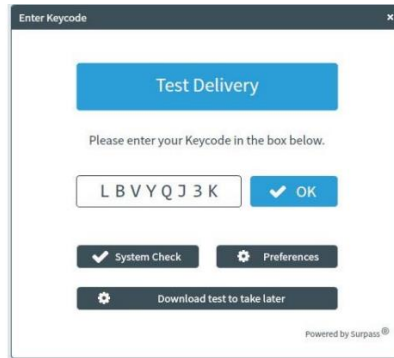 Enter Keycode
Test Delivery
Please enter your Keycode in the box below.
LBVYQJ3K OK
System Check Preferences
Download test to take later
Powered by Surpass ®